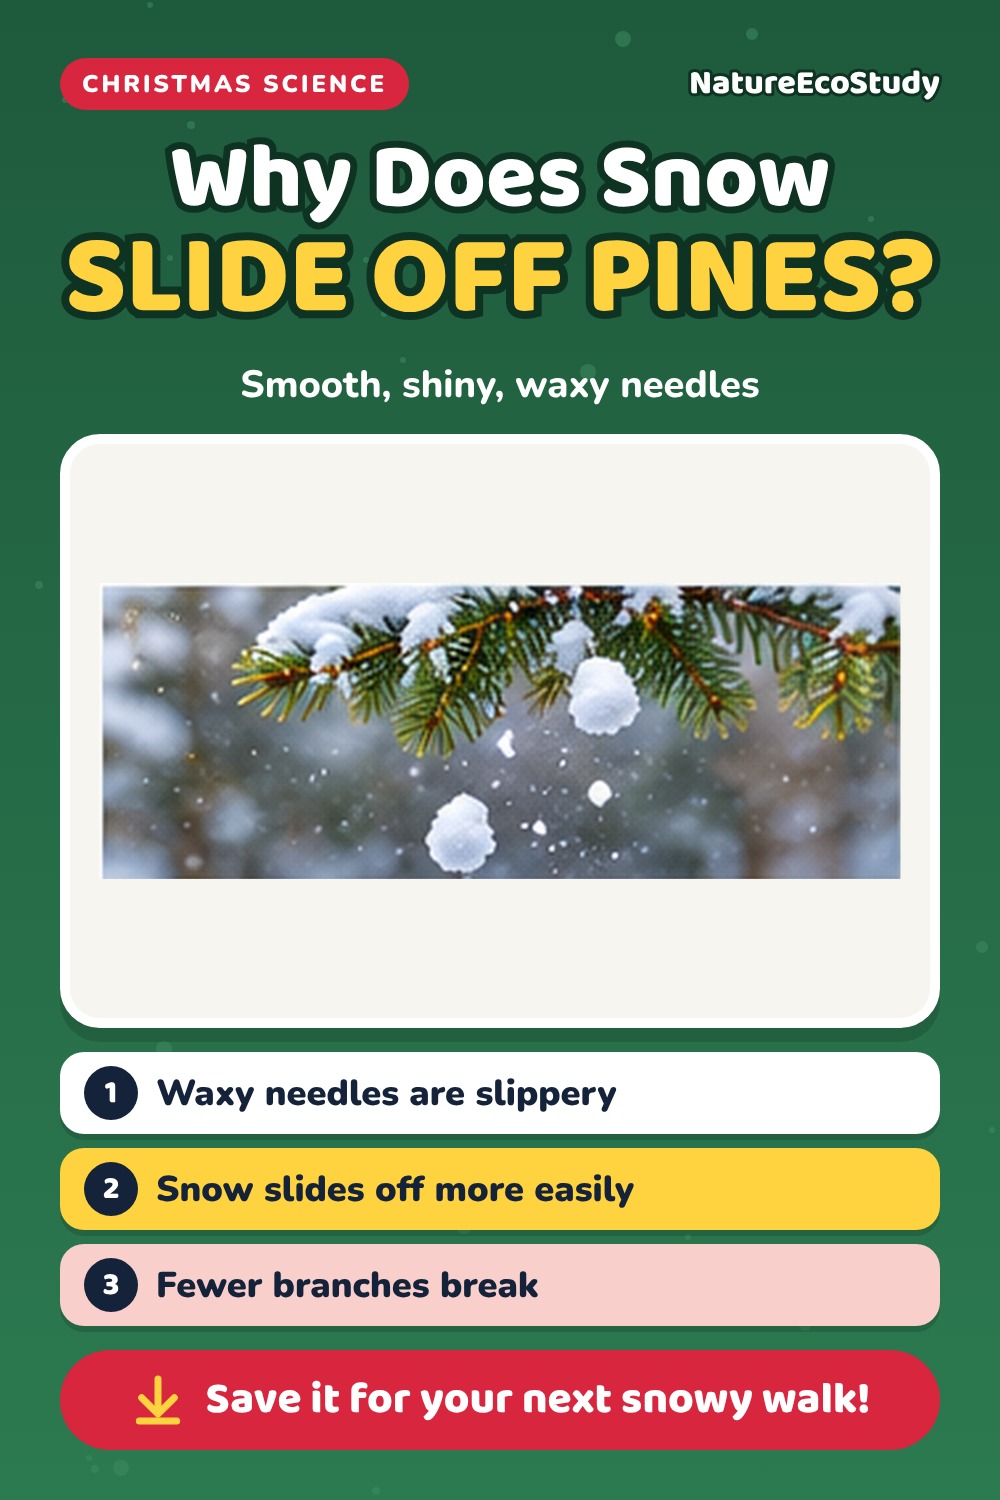 CHRISTMAS SCIENCE
NatureEcoStudy
Why Does Snow
SLIDE OFF PINES?
Smooth, shiny, waxy needles
1 Waxy needles are slippery
2 Snow slides off more easily
3 Fewer branches break
Save it for your next snowy walk!